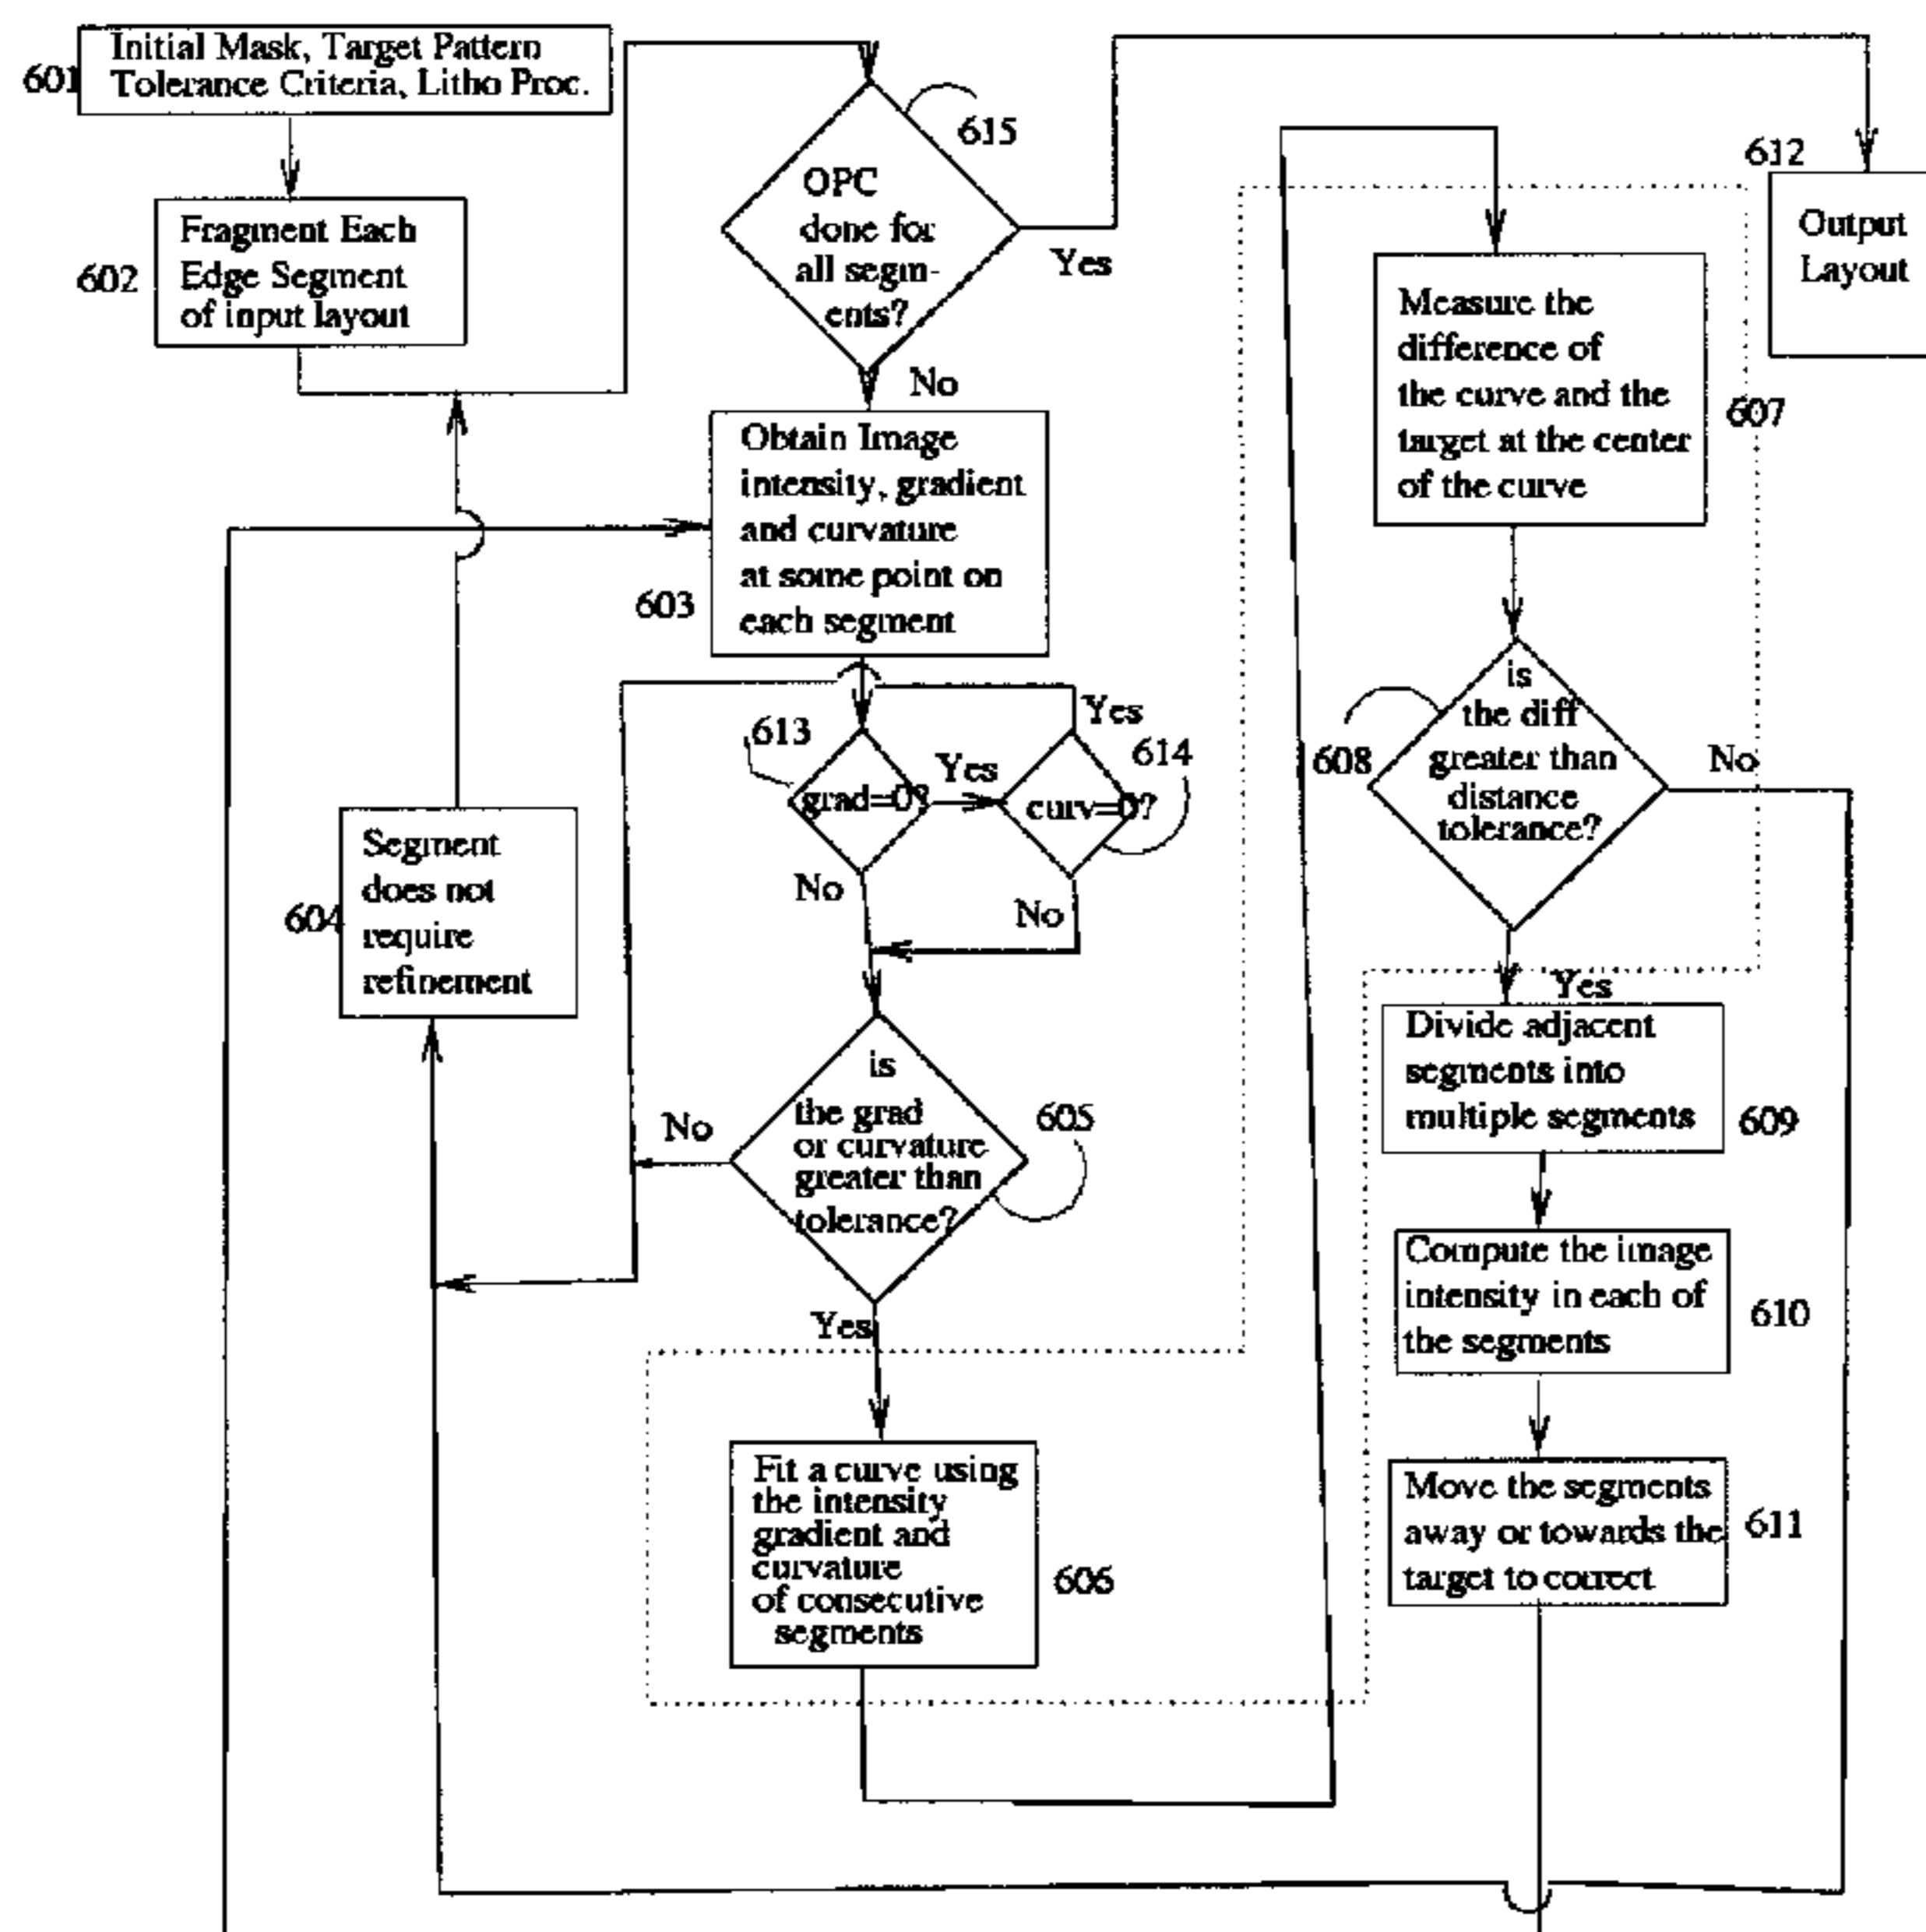 Initial Mask, Target Pattern
Tolerance Criteria, Litho Proc.
601
Fragment Each
Edge Segment
of input layout
602
615
OPC
done for
all segm-
ents?
Yes
No
612
Output
Layout
Obtain Image
intensity, gradient
and curvature
at some point on
each segment
603
613
grad=0?
Yes
No
614
curv=0?
Yes
No
Segment
does not
require
refinement
604
is
the grad
or curvature
greater than
tolerance?
605
No
Yes
Fit a curve using
the intensity
gradient and
curvature
of consecutive
segments
606
Measure the
difference of
the curve and the
target at the center
of the curve
607
is
the diff
greater than
distance
tolerance?
608
No
Yes
Divide adjacent
segments into
multiple segments
609
Compute the image
intensity in each of
the segments
610
Move the segments
away or towards the
target to correct
611